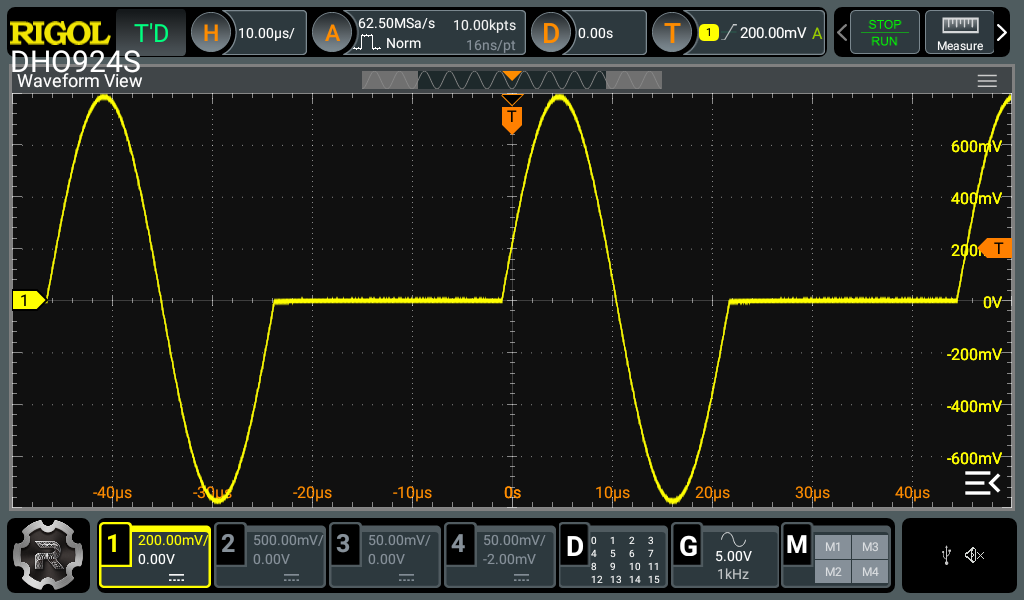 RIGOL T'D H 10.00µs/ A 62.50MSa/s 10.00kpts Norm 16ns/pt D 0.00s T 1 200.00mV A STOP RUN Measure
DHO924S
Waveform View
T
600mV
400mV
200mV T
1 0V
-200mV
-400mV
-600mV
-40µs -30µs -20µs -10µs 0s 10µs 20µs 30µs 40µs
1 200.00mV/ 0.00V
2 500.00mV/ 0.00V
3 50.00mV/ 0.00V
4 50.00mV/ -2.00mV
D 0 1 2 3
4 5 6 7
8 9 10 11
12 13 14 15
G 5.00V 1kHz
M M1 M3
M2 M4